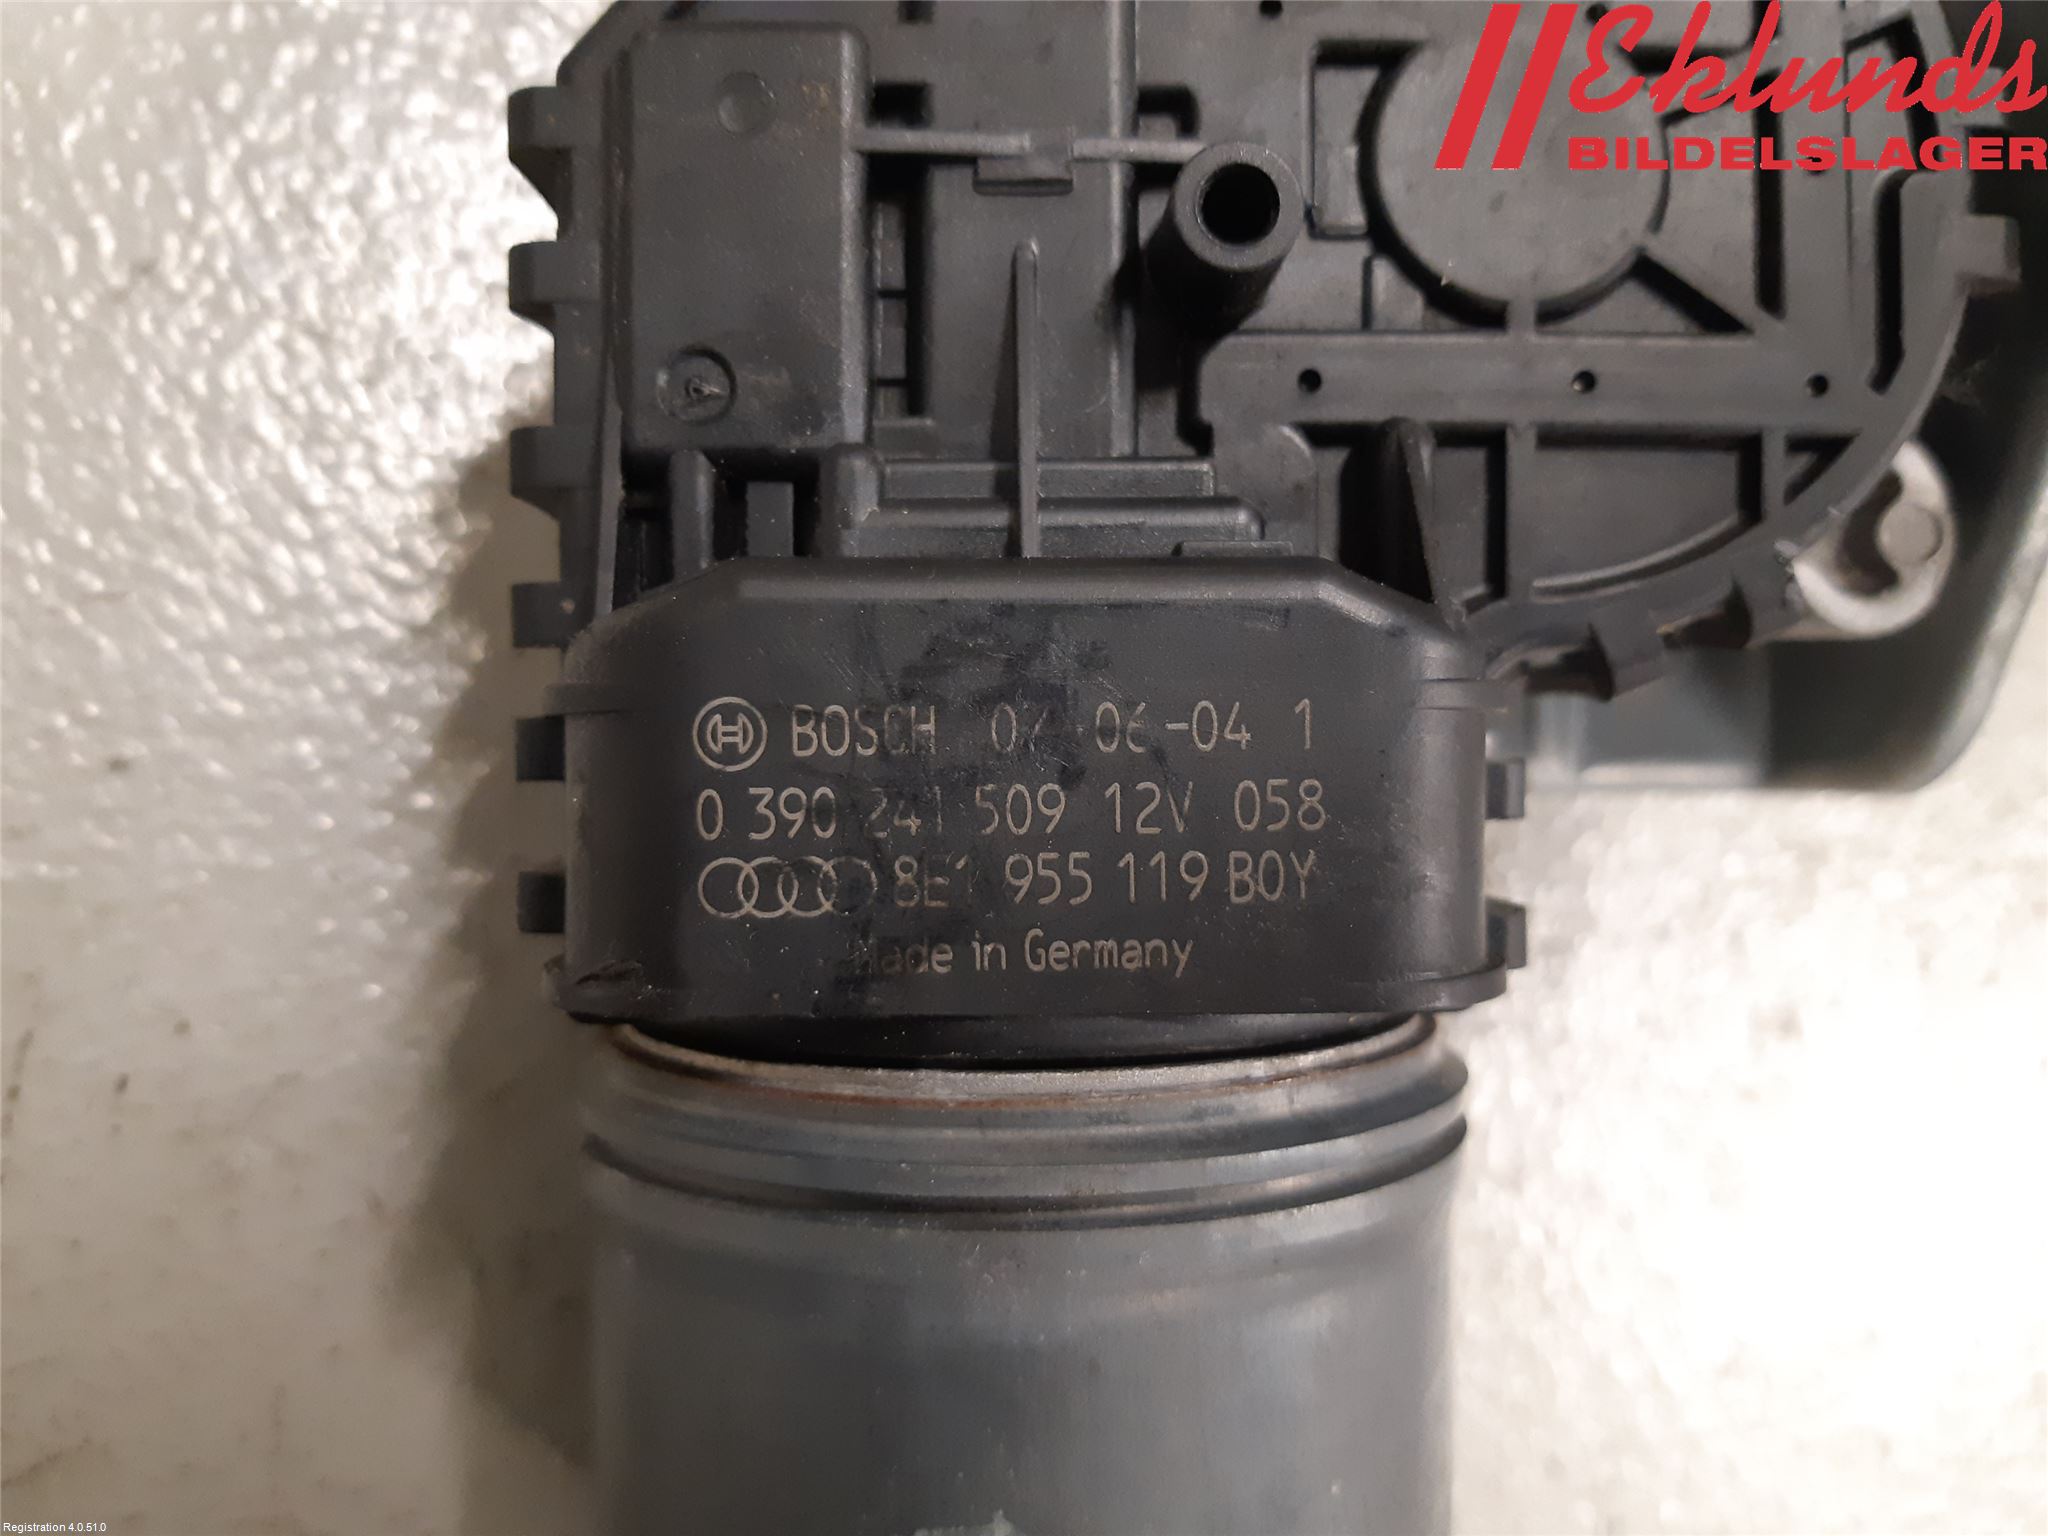 Eklunds
BILDELSLAGER
BOSCH 06-04 1
0 390 241 509 12V 058
8E1 955 119 B0Y
Made in Germany
Registration 4.0.51.0